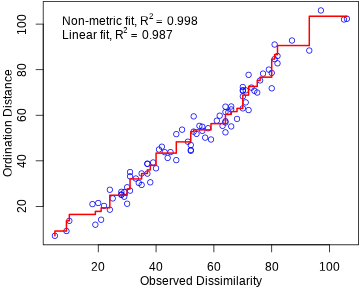 Non-metric fit, R² = 0.998
Linear fit, R² = 0.987
100
80
60
40
20
Ordination Distance
20 40 60 80 100
Observed Dissimilarity